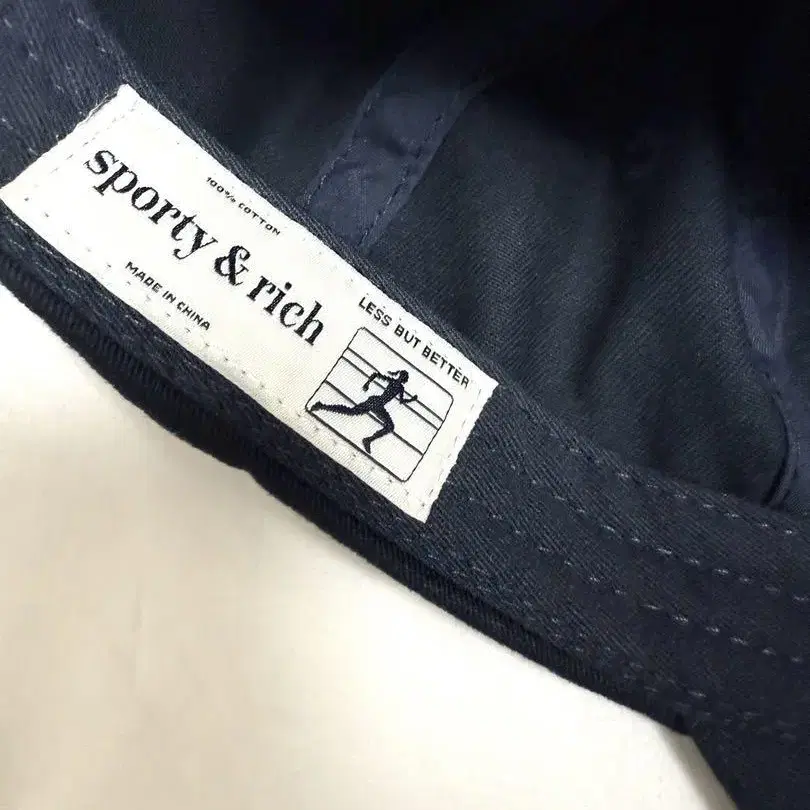 100% COTTON
sporty & rich
MADE IN CHINA
LESS BUT BETTER